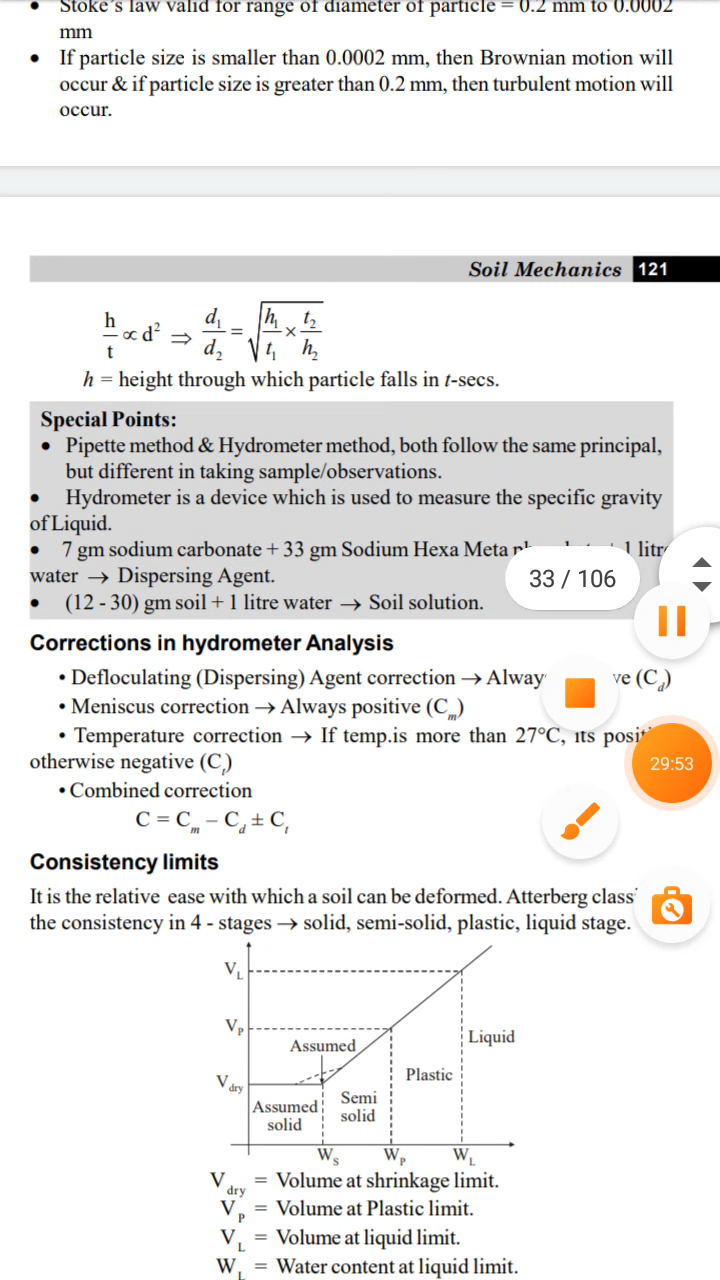 • Stoke's law valid for range of diameter of particle = 0.2 mm to 0.0002
mm
• If particle size is smaller than 0.0002 mm, then Brownian motion will
occur & if particle size is greater than 0.2 mm, then turbulent motion will
occur.
Soil Mechanics 121
h/t ∝ d² ⇒ d₁/d₂ = √(h₁/t₁ × t₂/h₂)
h = height through which particle falls in t-secs.
Special Points:
• Pipette method & Hydrometer method, both follow the same principal,
but different in taking sample/observations.
• Hydrometer is a device which is used to measure the specific gravity
of Liquid.
• 7 gm sodium carbonate + 33 gm Sodium Hexa Meta 1 litr
water → Dispersing Agent.
33 / 106
• (12 - 30) gm soil + 1 litre water → Soil solution.
Corrections in hydrometer Analysis
• Defloculating (Dispersing) Agent correction → Alway ve (C_d)
• Meniscus correction → Always positive (C_m)
• Temperature correction → If temp.is more than 27°C, its posit
otherwise negative (C_t)
29:53
• Combined correction
C = C_m – C_d ± C_t
Consistency limits
It is the relative ease with which a soil can be deformed. Atterberg class
the consistency in 4 - stages → solid, semi-solid, plastic, liquid stage.
V_L
V_P
Liquid
Assumed
Plastic
V_dry
Assumed
solid
Semi
solid
W_S W_P W_L
V_dry = Volume at shrinkage limit.
V_P = Volume at Plastic limit.
V_L = Volume at liquid limit.
W_L = Water content at liquid limit.